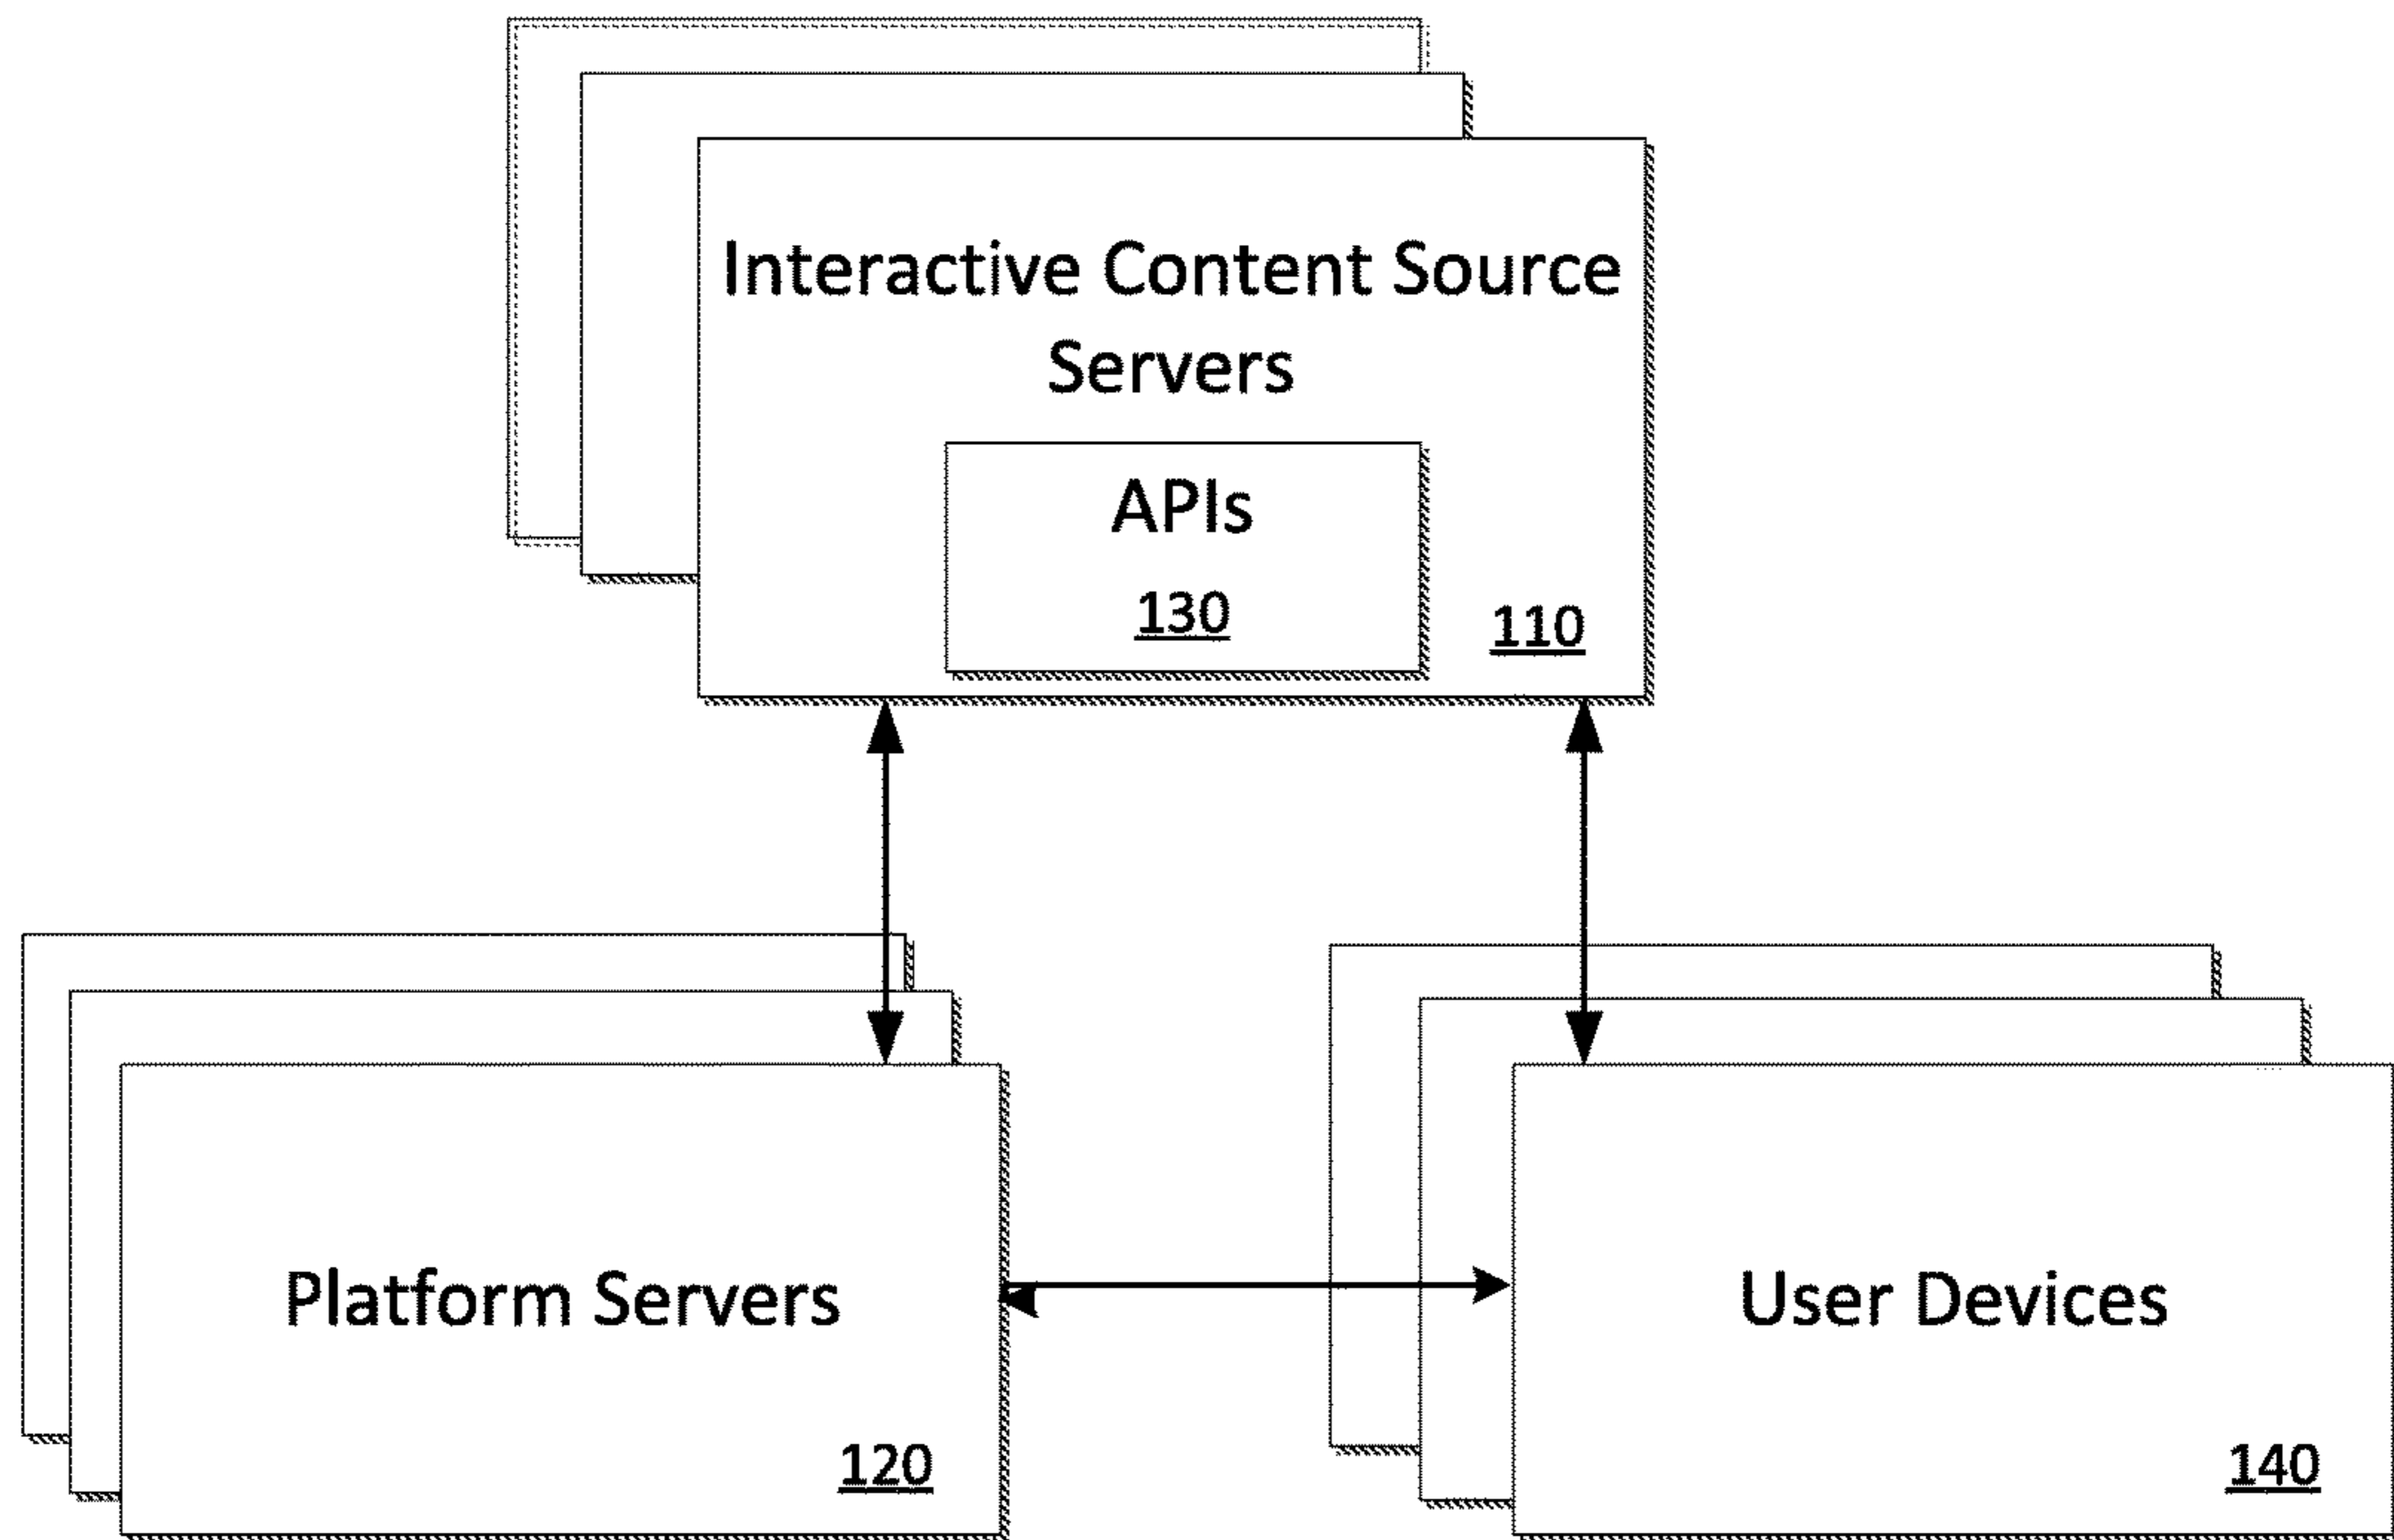 Interactive Content Source
Servers
APIs
130
110
Platform Servers
120
User Devices
140